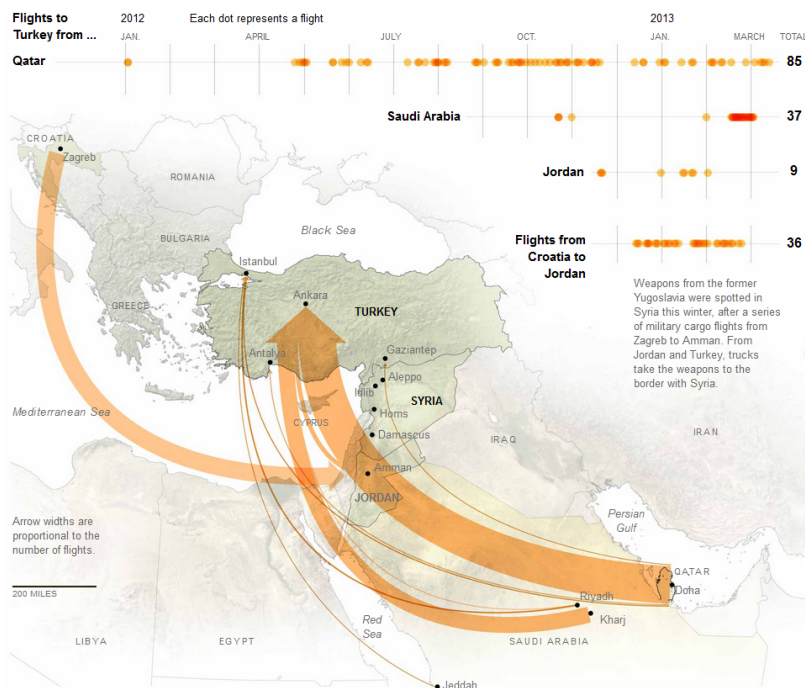 Flights to
Turkey from ...
2012
Each dot represents a flight
2013
JAN.
APRIL
JULY
OCT.
JAN.
MARCH
TOTAL
Qatar
85
Saudi Arabia
37
Jordan
9
Flights from
Croatia to
Jordan
36
Weapons from the former
Yugoslavia were spotted in
Syria this winter, after a series
of military cargo flights from
Zagreb to Amman. From
Jordan and Turkey, trucks
take the weapons to the
border with Syria.
CROATIA
Zagreb
ROMANIA
Black Sea
BULGARIA
Istanbul
Ankara
GREECE
TURKEY
Antalya
Gaziantep
Aleppo
Idlib
SYRIA
Homs
Mediterranean Sea
CYPRUS
Damascus
IRAQ
IRAN
Amman
JORDAN
Persian
Gulf
Arrow widths are
proportional to the
number of flights.
QATAR
Doha
200 MILES
Riyadh
Kharj
Red
Sea
LIBYA
EGYPT
SAUDI ARABIA
Jeddah